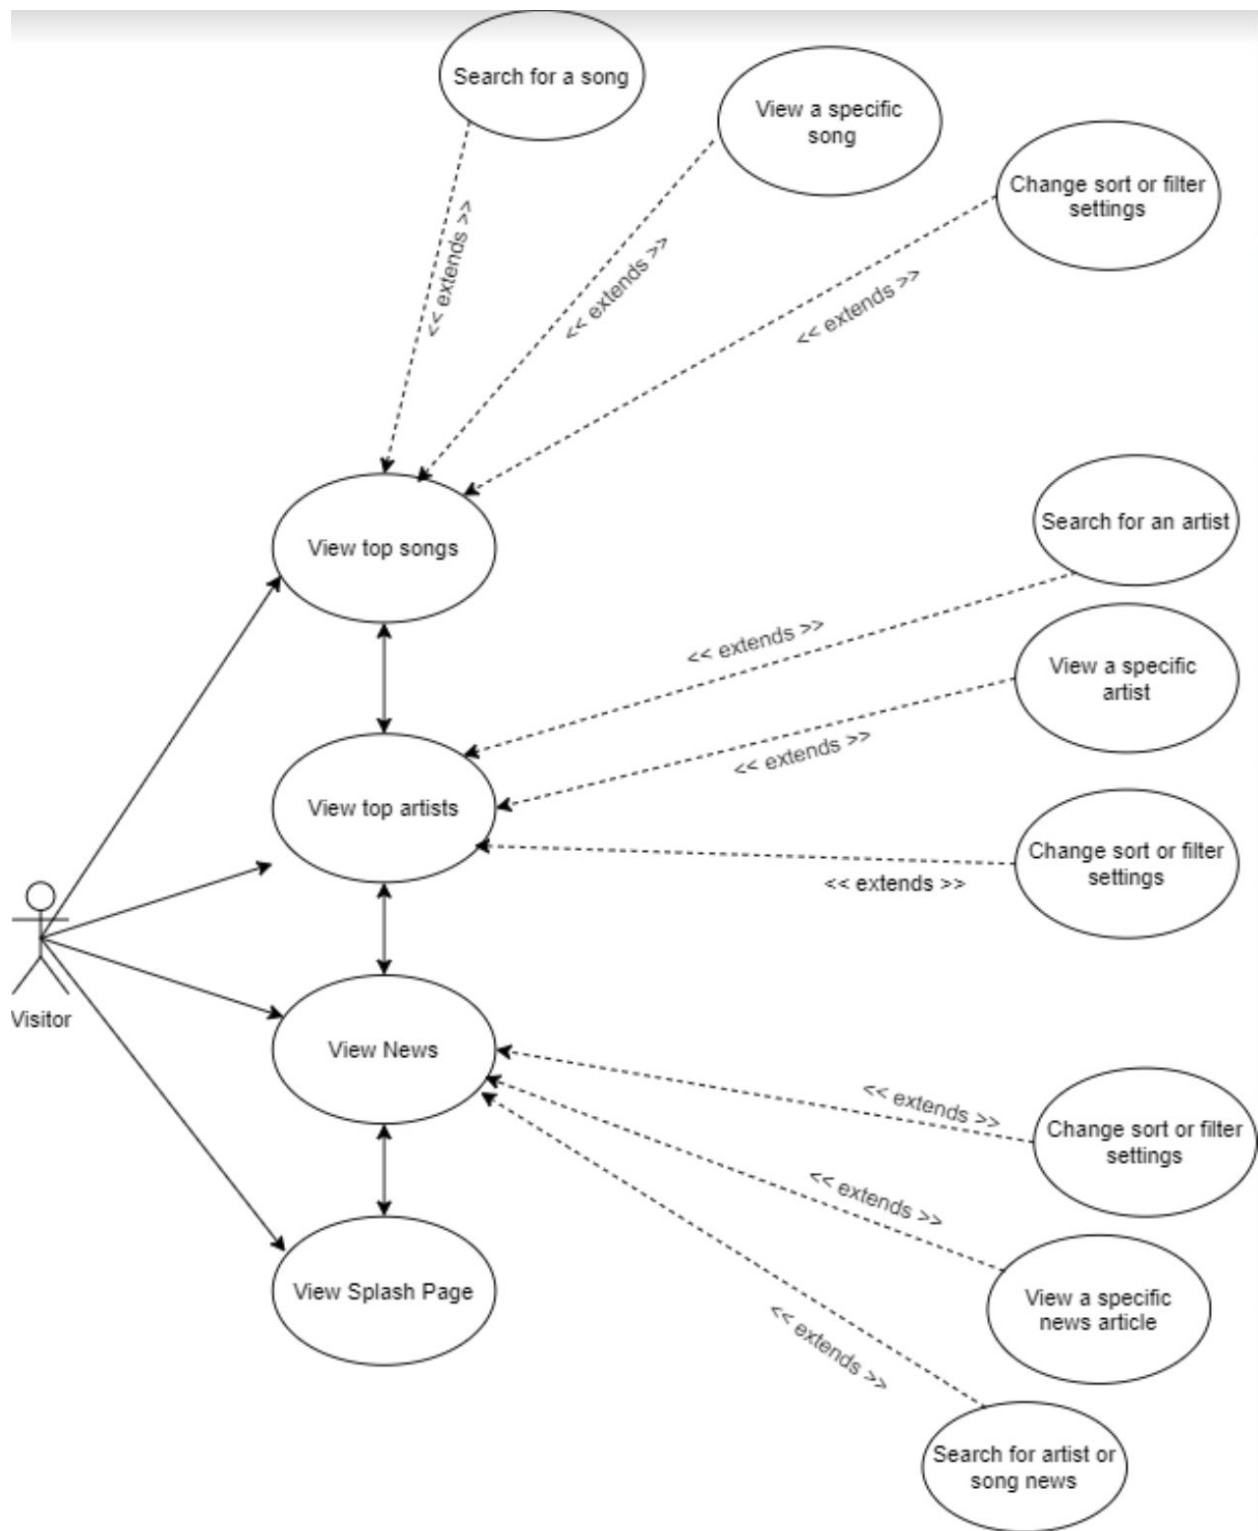 Search for a song
View a specific
song
Change sort or filter
settings
<< extends >>
<< extends >>
<< extends >>
View top songs
Search for an artist
<< extends >>
View a specific
artist
<< extends >>
View top artists
Change sort or filter
settings
<< extends >>
Visitor
View News
<< extends >>
Change sort or filter
settings
<< extends >>
View Splash Page
View a specific
news article
<< extends >>
Search for artist or
song news